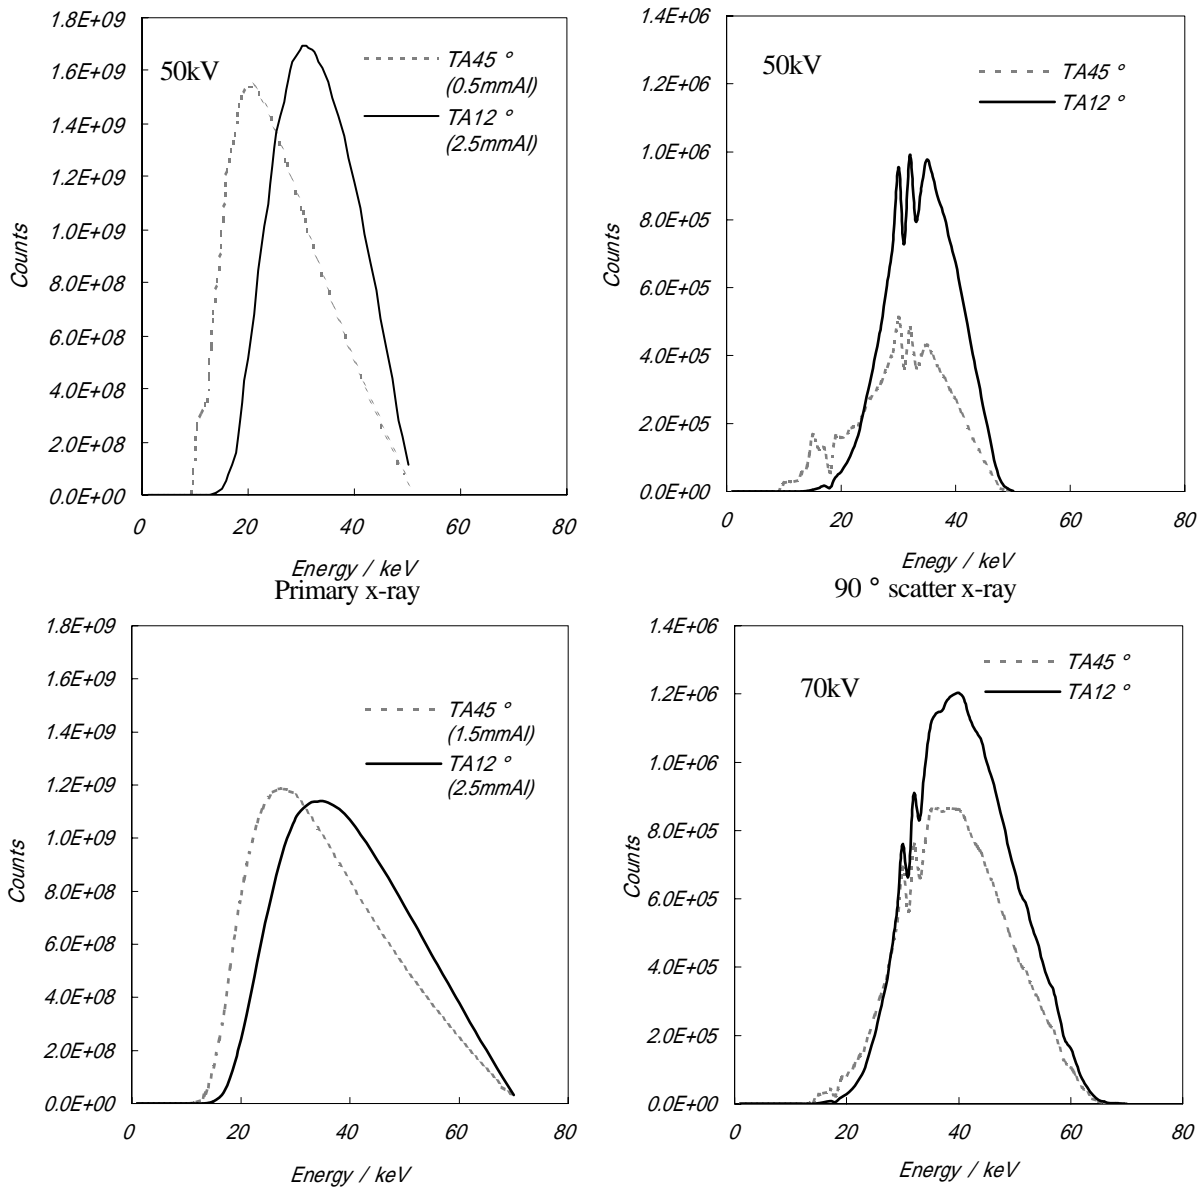 1.8E+09
1.6E+09
1.4E+09
1.2E+09
1.0E+09
8.0E+08
6.0E+08
4.0E+08
2.0E+08
0.0E+00
Counts
50kV
TA45 °
(0.5mmAl)
TA12 °
(2.5mmAl)
0 20 40 60 80
Energy / keV
Primary x-ray
1.4E+06
1.2E+06
1.0E+06
8.0E+05
6.0E+05
4.0E+05
2.0E+05
0.0E+00
Counts
50kV
TA45 °
TA12 °
0 20 40 60 80
Enegy / keV
90 ° scatter x-ray
1.8E+09
1.6E+09
1.4E+09
1.2E+09
1.0E+09
8.0E+08
6.0E+08
4.0E+08
2.0E+08
0.0E+00
Counts
TA45 °
(1.5mmAl)
TA12 °
(2.5mmAl)
0 20 40 60 80
Energy / keV
1.4E+06
1.2E+06
1.0E+06
8.0E+05
6.0E+05
4.0E+05
2.0E+05
0.0E+00
Counts
70kV
TA45 °
TA12 °
0 20 40 60 80
Energy / keV